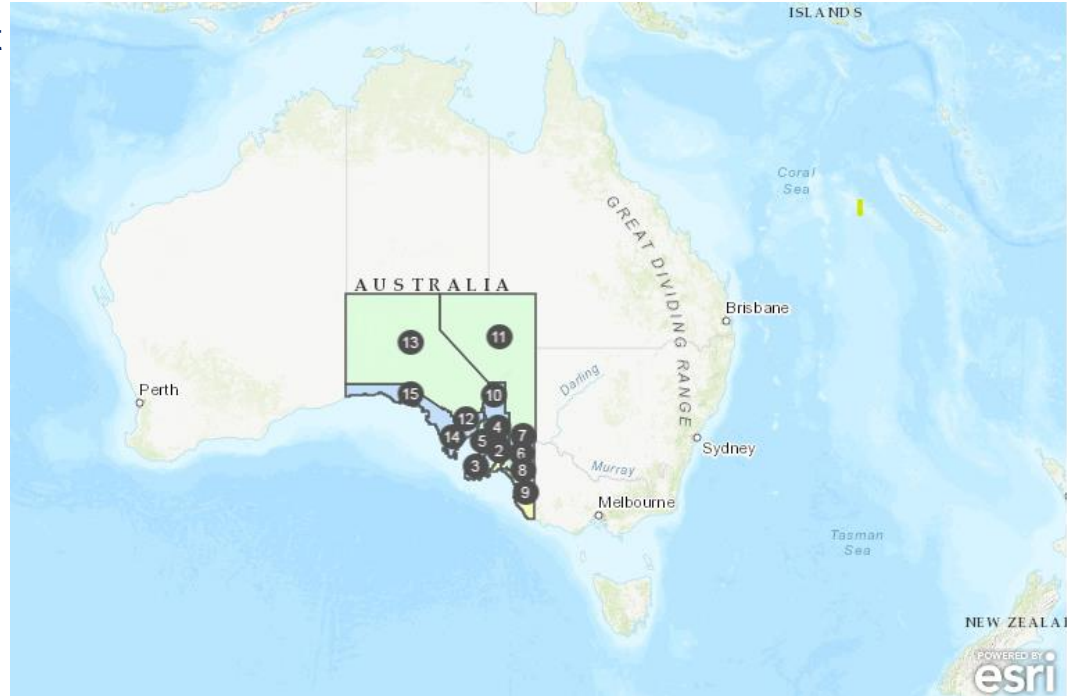 ISLANDS
Coral
Sea
GREAT DIVIDING RANGE
AUSTRALIA
Brisbane
13
11
Darling
Perth
15
10
12
4
7
14
5
2
6
Sydney
3
8
Murray
9
Melbourne
Tasman
Sea
NEW ZEALA
POWERED BY
esri